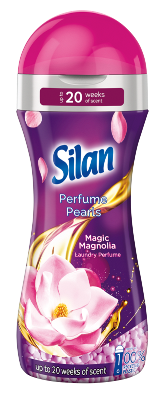 up to 20 weeks
of scent
Silan
Perfume
Pearls
Magic
Magnolia
Laundry Perfume
up to 20 weeks of scent
100%